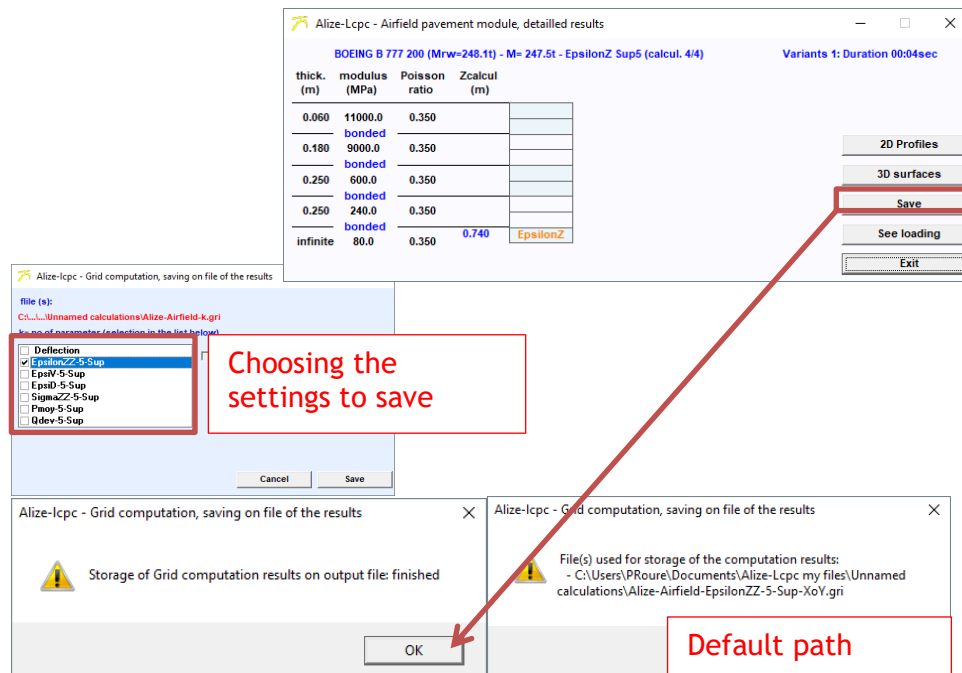 Alize-Lcpc - Airfield pavement module, detailled results
BOEING B 777 200 (Mrw=248.1t) - M= 247.5t - EpsilonZ Sup5 (calcul. 4/4)
Variants 1: Duration 00:04sec
thick. modulus Poisson Zcalcul
(m) (MPa) ratio (m)
0.060 11000.0 0.350
bonded
0.180 9000.0 0.350
bonded
0.250 600.0 0.350
bonded
0.250 240.0 0.350
bonded
0.740 EpsilonZ
infinite 80.0 0.350
2D Profiles
3D surfaces
Save
See loading
Exit
Alize-lcpc - Grid computation, saving on file of the results
flile (s):
C:\...\...\Unnamed calculations\Alize-Airfield-k.gri
k= no of parameter (selection in the list below)
Deflection
EpsilonZZ-5-Sup
EpsiV-5-Sup
EpsiD-5-Sup
SigmaZZ-5-Sup
Pmoy-5-Sup
Qdev-5-Sup
Choosing the
settings to save
Cancel
Save
Alize-lcpc - Grid computation, saving on file of the results
Storage of Grid computation results on output file: finished
OK
Alize-lcpc - Grid computation, saving on file of the results
File(s) used for storage of the computation results:
- C:\Users\PRoure\Documents\Alize-Lcpc my files\Unnamed
calculations\Alize-Airfield-EpsilonZZ-5-Sup-XoY.gri
Default path